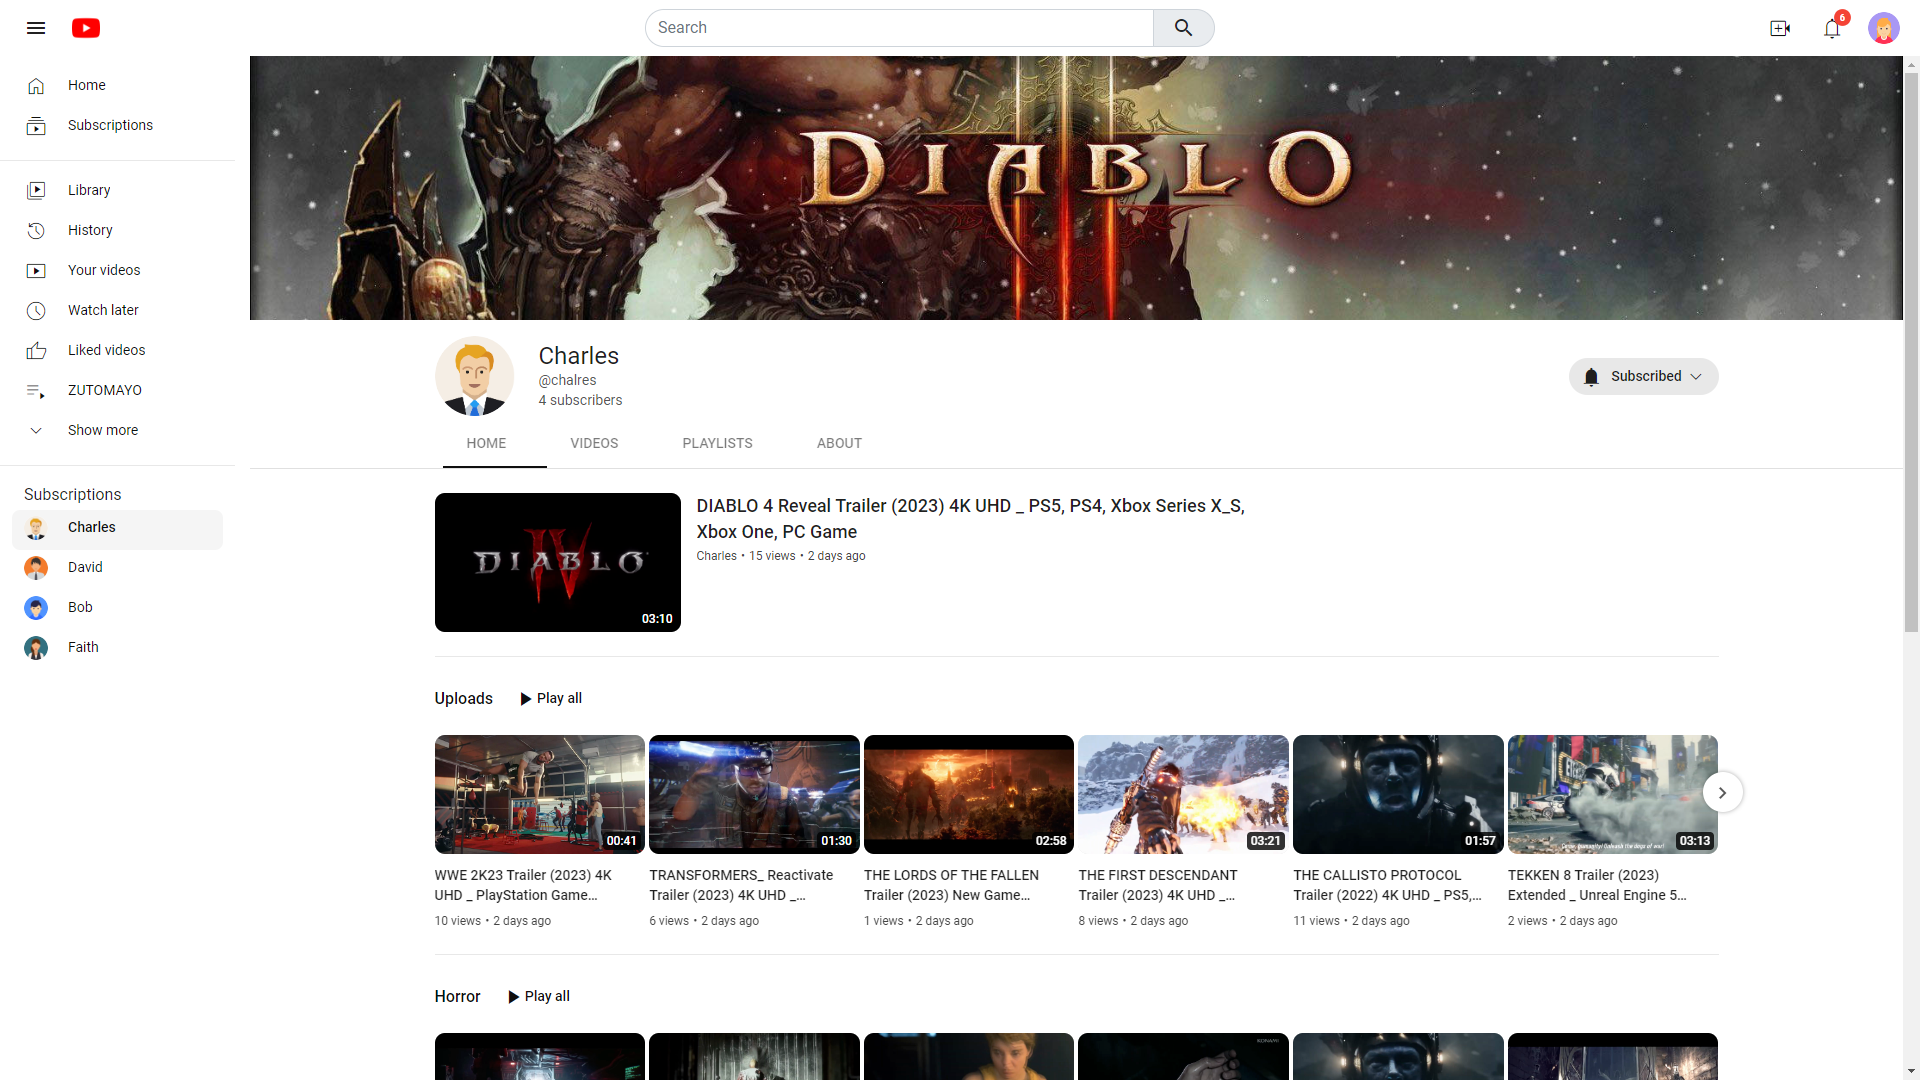 Search
6
Home
Subscriptions
Library
History
Your videos
Watch later
Liked videos
ZUTOMAYO
Show more
Subscriptions
Charles
David
Bob
Faith
DIABLO
Charles
@chalres
4 subscribers
Subscribed
HOME
VIDEOS
PLAYLISTS
ABOUT
DIABLO IV
03:10
DIABLO 4 Reveal Trailer (2023) 4K UHD _ PS5, PS4, Xbox Series X_S,
Xbox One, PC Game
Charles • 15 views • 2 days ago
Uploads
Play all
00:41
01:30
02:58
03:21
01:57
03:13
WWE 2K23 Trailer (2023) 4K
UHD _ PlayStation Game...
10 views • 2 days ago
TRANSFORMERS_ Reactivate
Trailer (2023) 4K UHD _...
6 views • 2 days ago
THE LORDS OF THE FALLEN
Trailer (2023) New Game...
1 views • 2 days ago
THE FIRST DESCENDANT
Trailer (2023) 4K UHD _...
8 views • 2 days ago
THE CALLISTO PROTOCOL
Trailer (2022) 4K UHD _ PS5,...
11 views • 2 days ago
TEKKEN 8 Trailer (2023)
Extended _ Unreal Engine 5...
2 views • 2 days ago
Horror
Play all
KONAMI